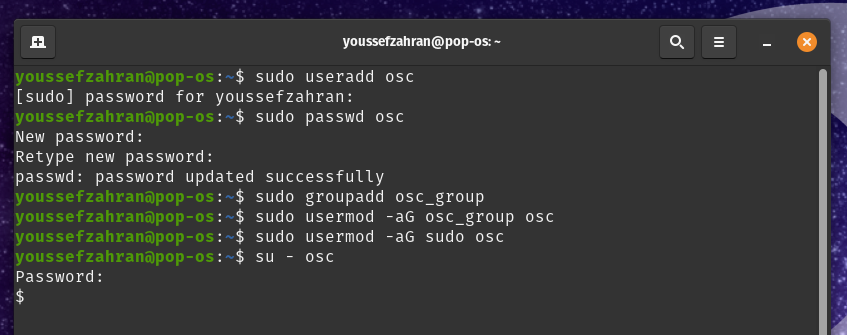 youssefzahran@pop-os: ~
youssefzahran@pop-os:~$ sudo useradd osc
[sudo] password for youssefzahran:
youssefzahran@pop-os:~$ sudo passwd osc
New password:
Retype new password:
passwd: password updated successfully
youssefzahran@pop-os:~$ sudo groupadd osc_group
youssefzahran@pop-os:~$ sudo usermod -aG osc_group osc
youssefzahran@pop-os:~$ sudo usermod -aG sudo osc
youssefzahran@pop-os:~$ su - osc
Password:
$